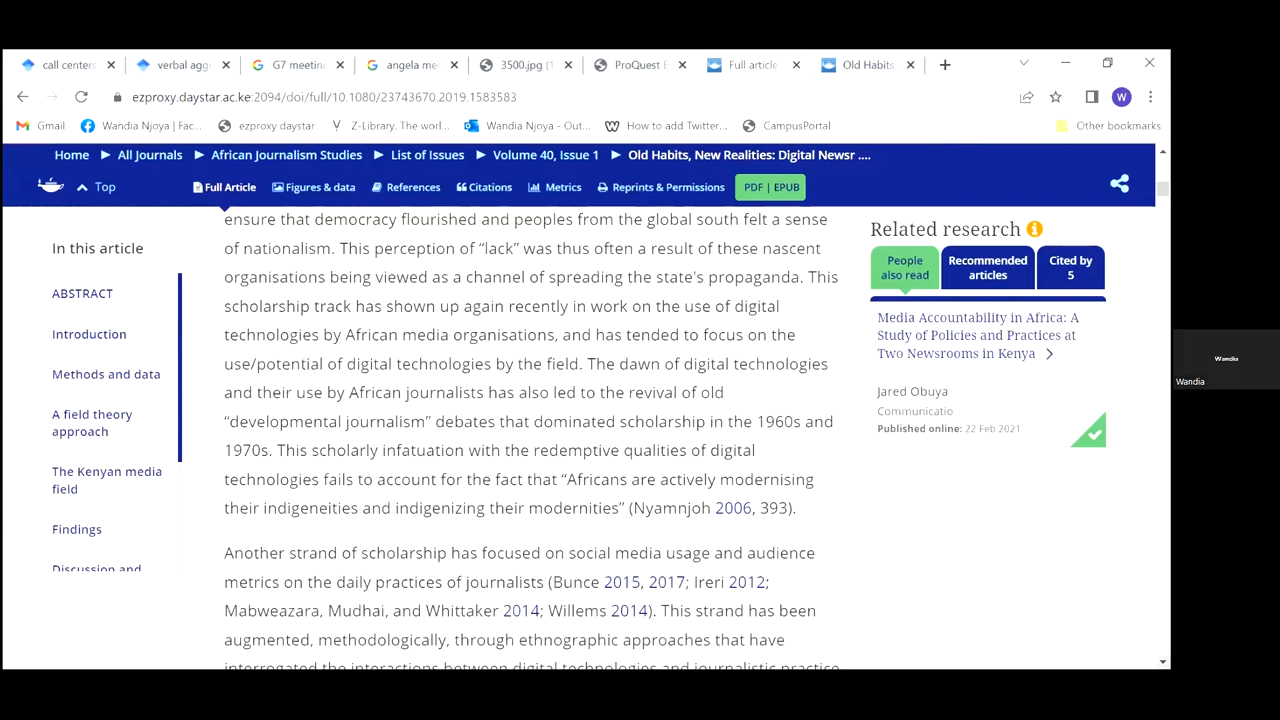 call centers
verbal agg
G7 meetin
angela me
3500.jpg (
ProQuest E
Full article
Old Habits,
ezproxy.daystar.ac.ke:2094/doi/full/10.1080/23743670.2019.1583583
W
Gmail
Wandia Njoya | Fac...
ezproxy daystar
Z-Library. The worl...
Wandia Njoya - Out...
How to add Twitter...
CampusPortal
Other bookmarks
Home
All Journals
African Journalism Studies
List of Issues
Volume 40, Issue 1
Old Habits, New Realities: Digital Newsr ....
Top
Full Article
Figures & data
References
Citations
Metrics
Reprints & Permissions
PDF | EPUB
In this article
ABSTRACT
Introduction
Methods and data
A field theory
approach
The Kenyan media
field
Findings
Discussion and
ensure that democracy flourished and peoples from the global south felt a sense
of nationalism. This perception of “lack” was thus often a result of these nascent
organisations being viewed as a channel of spreading the state's propaganda. This
scholarship track has shown up again recently in work on the use of digital
technologies by African media organisations, and has tended to focus on the
use/potential of digital technologies by the field. The dawn of digital technologies
and their use by African journalists has also led to the revival of old
“developmental journalism” debates that dominated scholarship in the 1960s and
1970s. This scholarly infatuation with the redemptive qualities of digital
technologies fails to account for the fact that “Africans are actively modernising
their indigeneities and indigenizing their modernities” (Nyamnjoh 2006, 393).
Another strand of scholarship has focused on social media usage and audience
metrics on the daily practices of journalists (Bunce 2015, 2017; Ireri 2012;
Mabweazara, Mudhai, and Whittaker 2014; Willems 2014). This strand has been
augmented, methodologically, through ethnographic approaches that have
interrogated the interactions between digital technologies and journalistic practice
Related research
People
also read
Recommended
articles
Cited by
5
Media Accountability in Africa: A
Study of Policies and Practices at
Two Newsrooms in Kenya
Jared Obuya
Communicatio
Published online: 22 Feb 2021
Wandia
Wandia